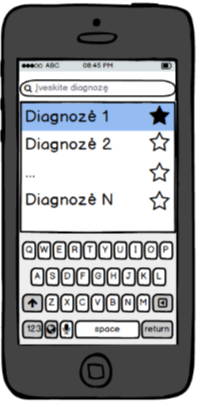 ABC 08:45 PM
Įveskite diagnozę
Diagnozė 1
Diagnozė 2
...
Diagnozė N
Q W E R T Y U I O P
A S D F G H J K L
Z X C V B N M
123 space return